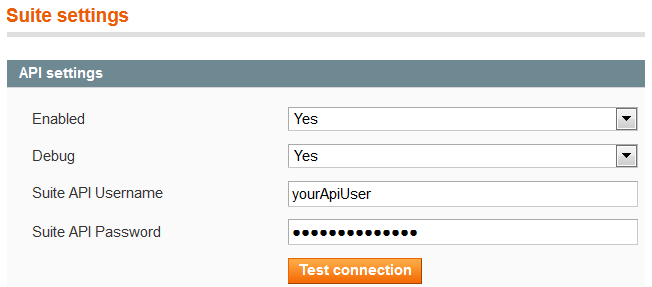 Suite settings
API settings
Enabled Yes
Debug Yes
Suite API Username yourApiUser
Suite API Password ●●●●●●●●●●●●●●
Test connection